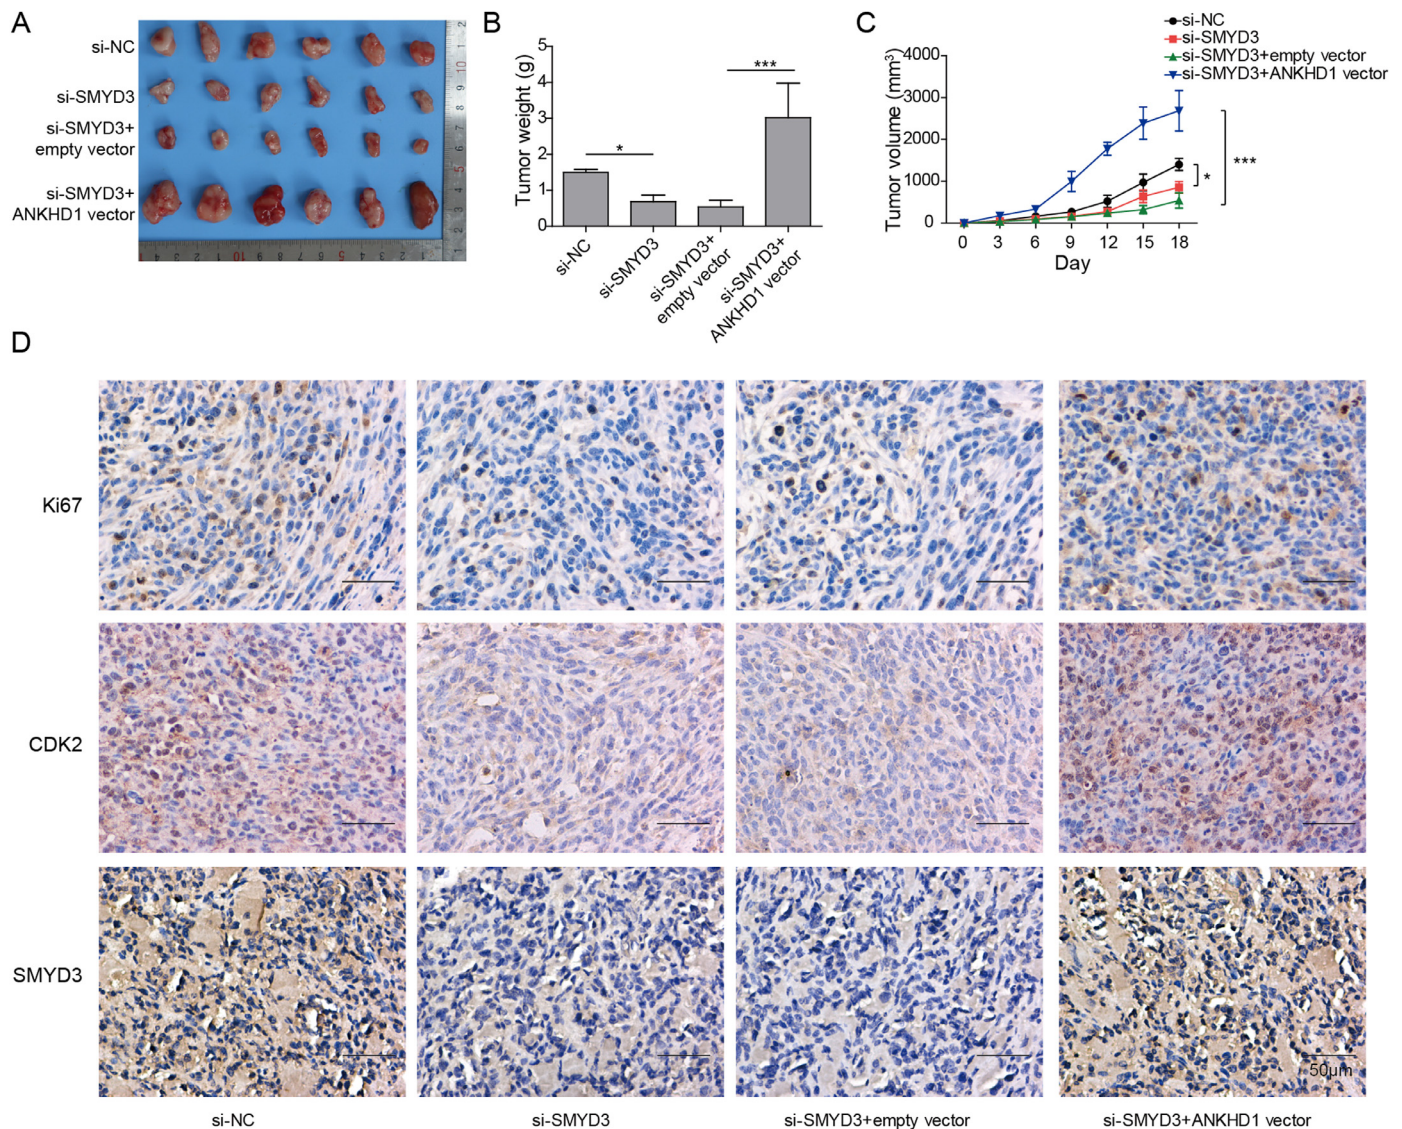 A
si-NC
si-SMYD3
si-SMYD3+
empty vector
si-SMYD3+
ANKHD1 vector
B
Tumor weight (g)
5
4
3
2
1
0
*
***
si-NC
si-SMYD3
si-SMYD3+
empty vector
si-SMYD3+
ANKHD1 vector
C
si-NC
si-SMYD3
si-SMYD3+empty vector
si-SMYD3+ANKHD1 vector
Tumor volume (mm³)
4000
3000
2000
1000
0
0 3 6 9 12 15 18
Day
*
***
D
Ki67
CDK2
SMYD3
50μm
si-NC
si-SMYD3
si-SMYD3+empty vector
si-SMYD3+ANKHD1 vector